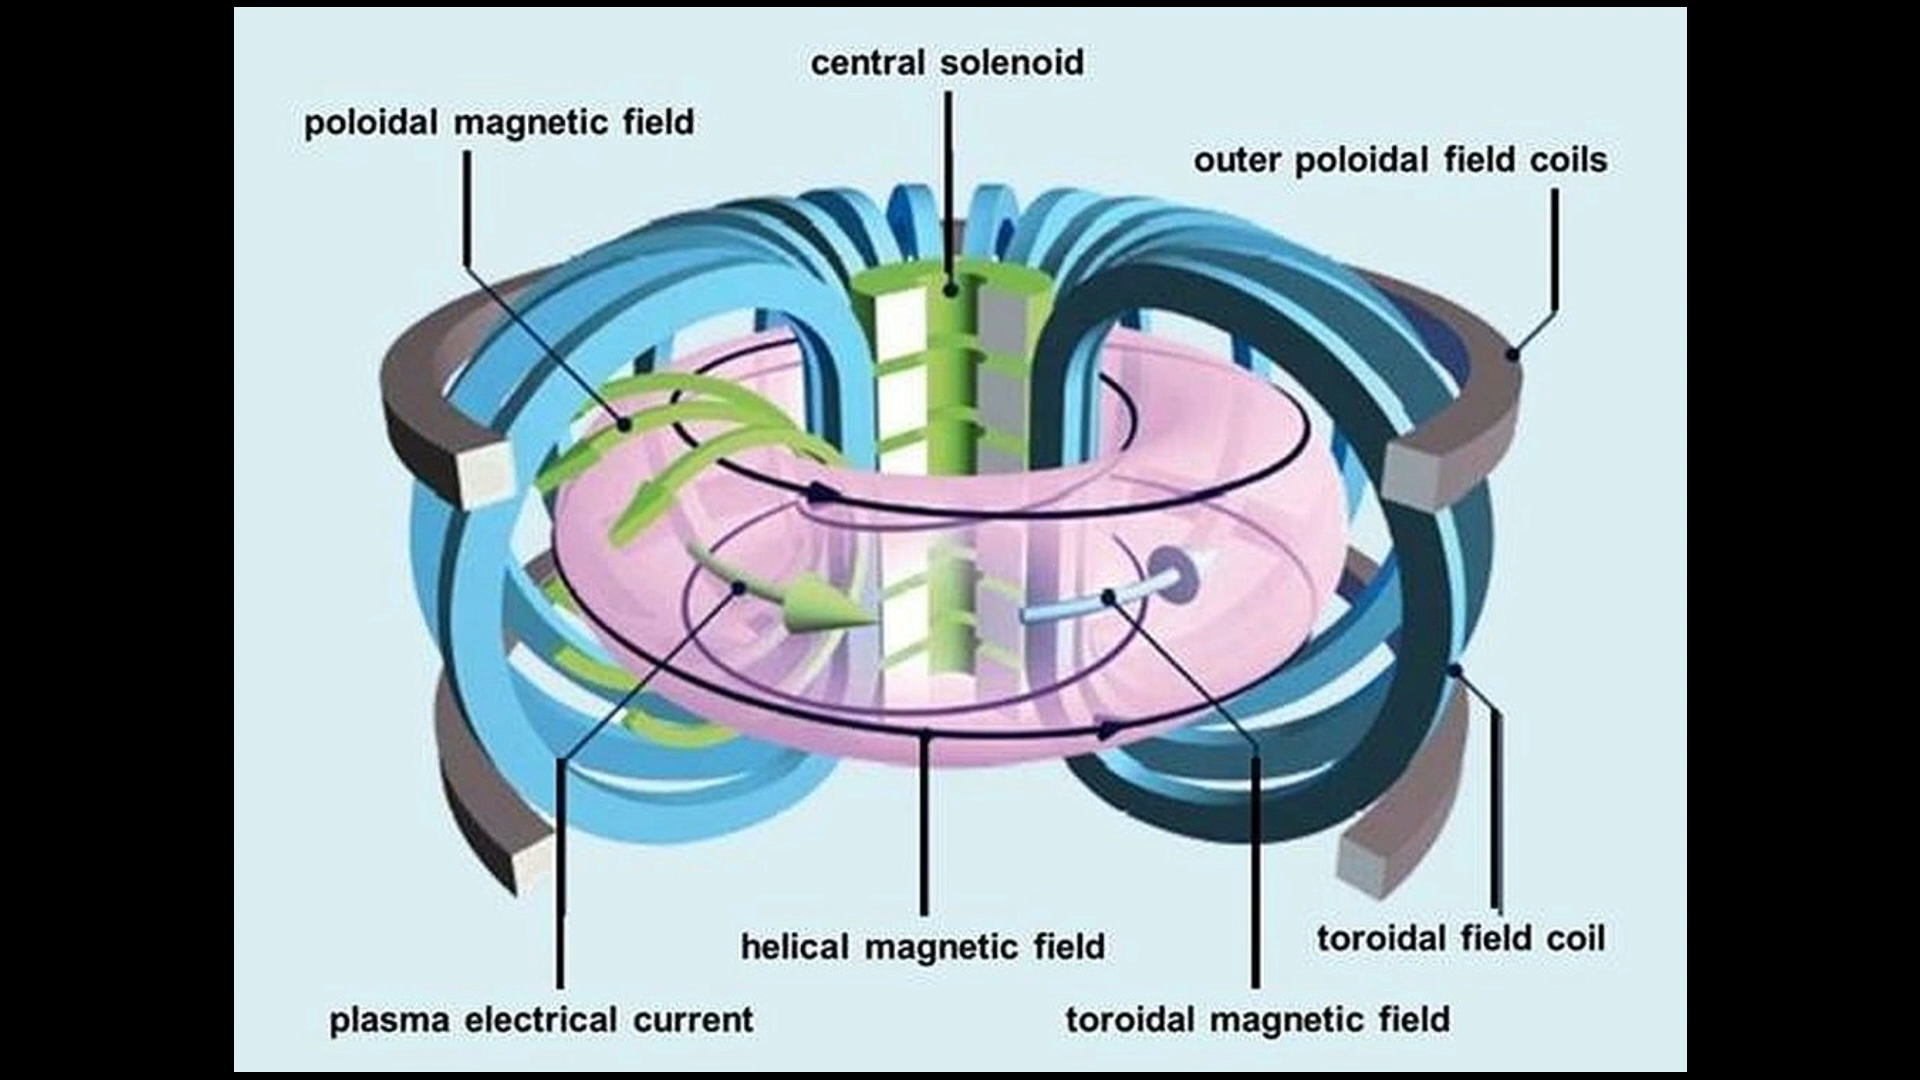 central solenoid
poloidal magnetic field
outer poloidal field coils
helical magnetic field
toroidal field coil
plasma electrical current
toroidal magnetic field